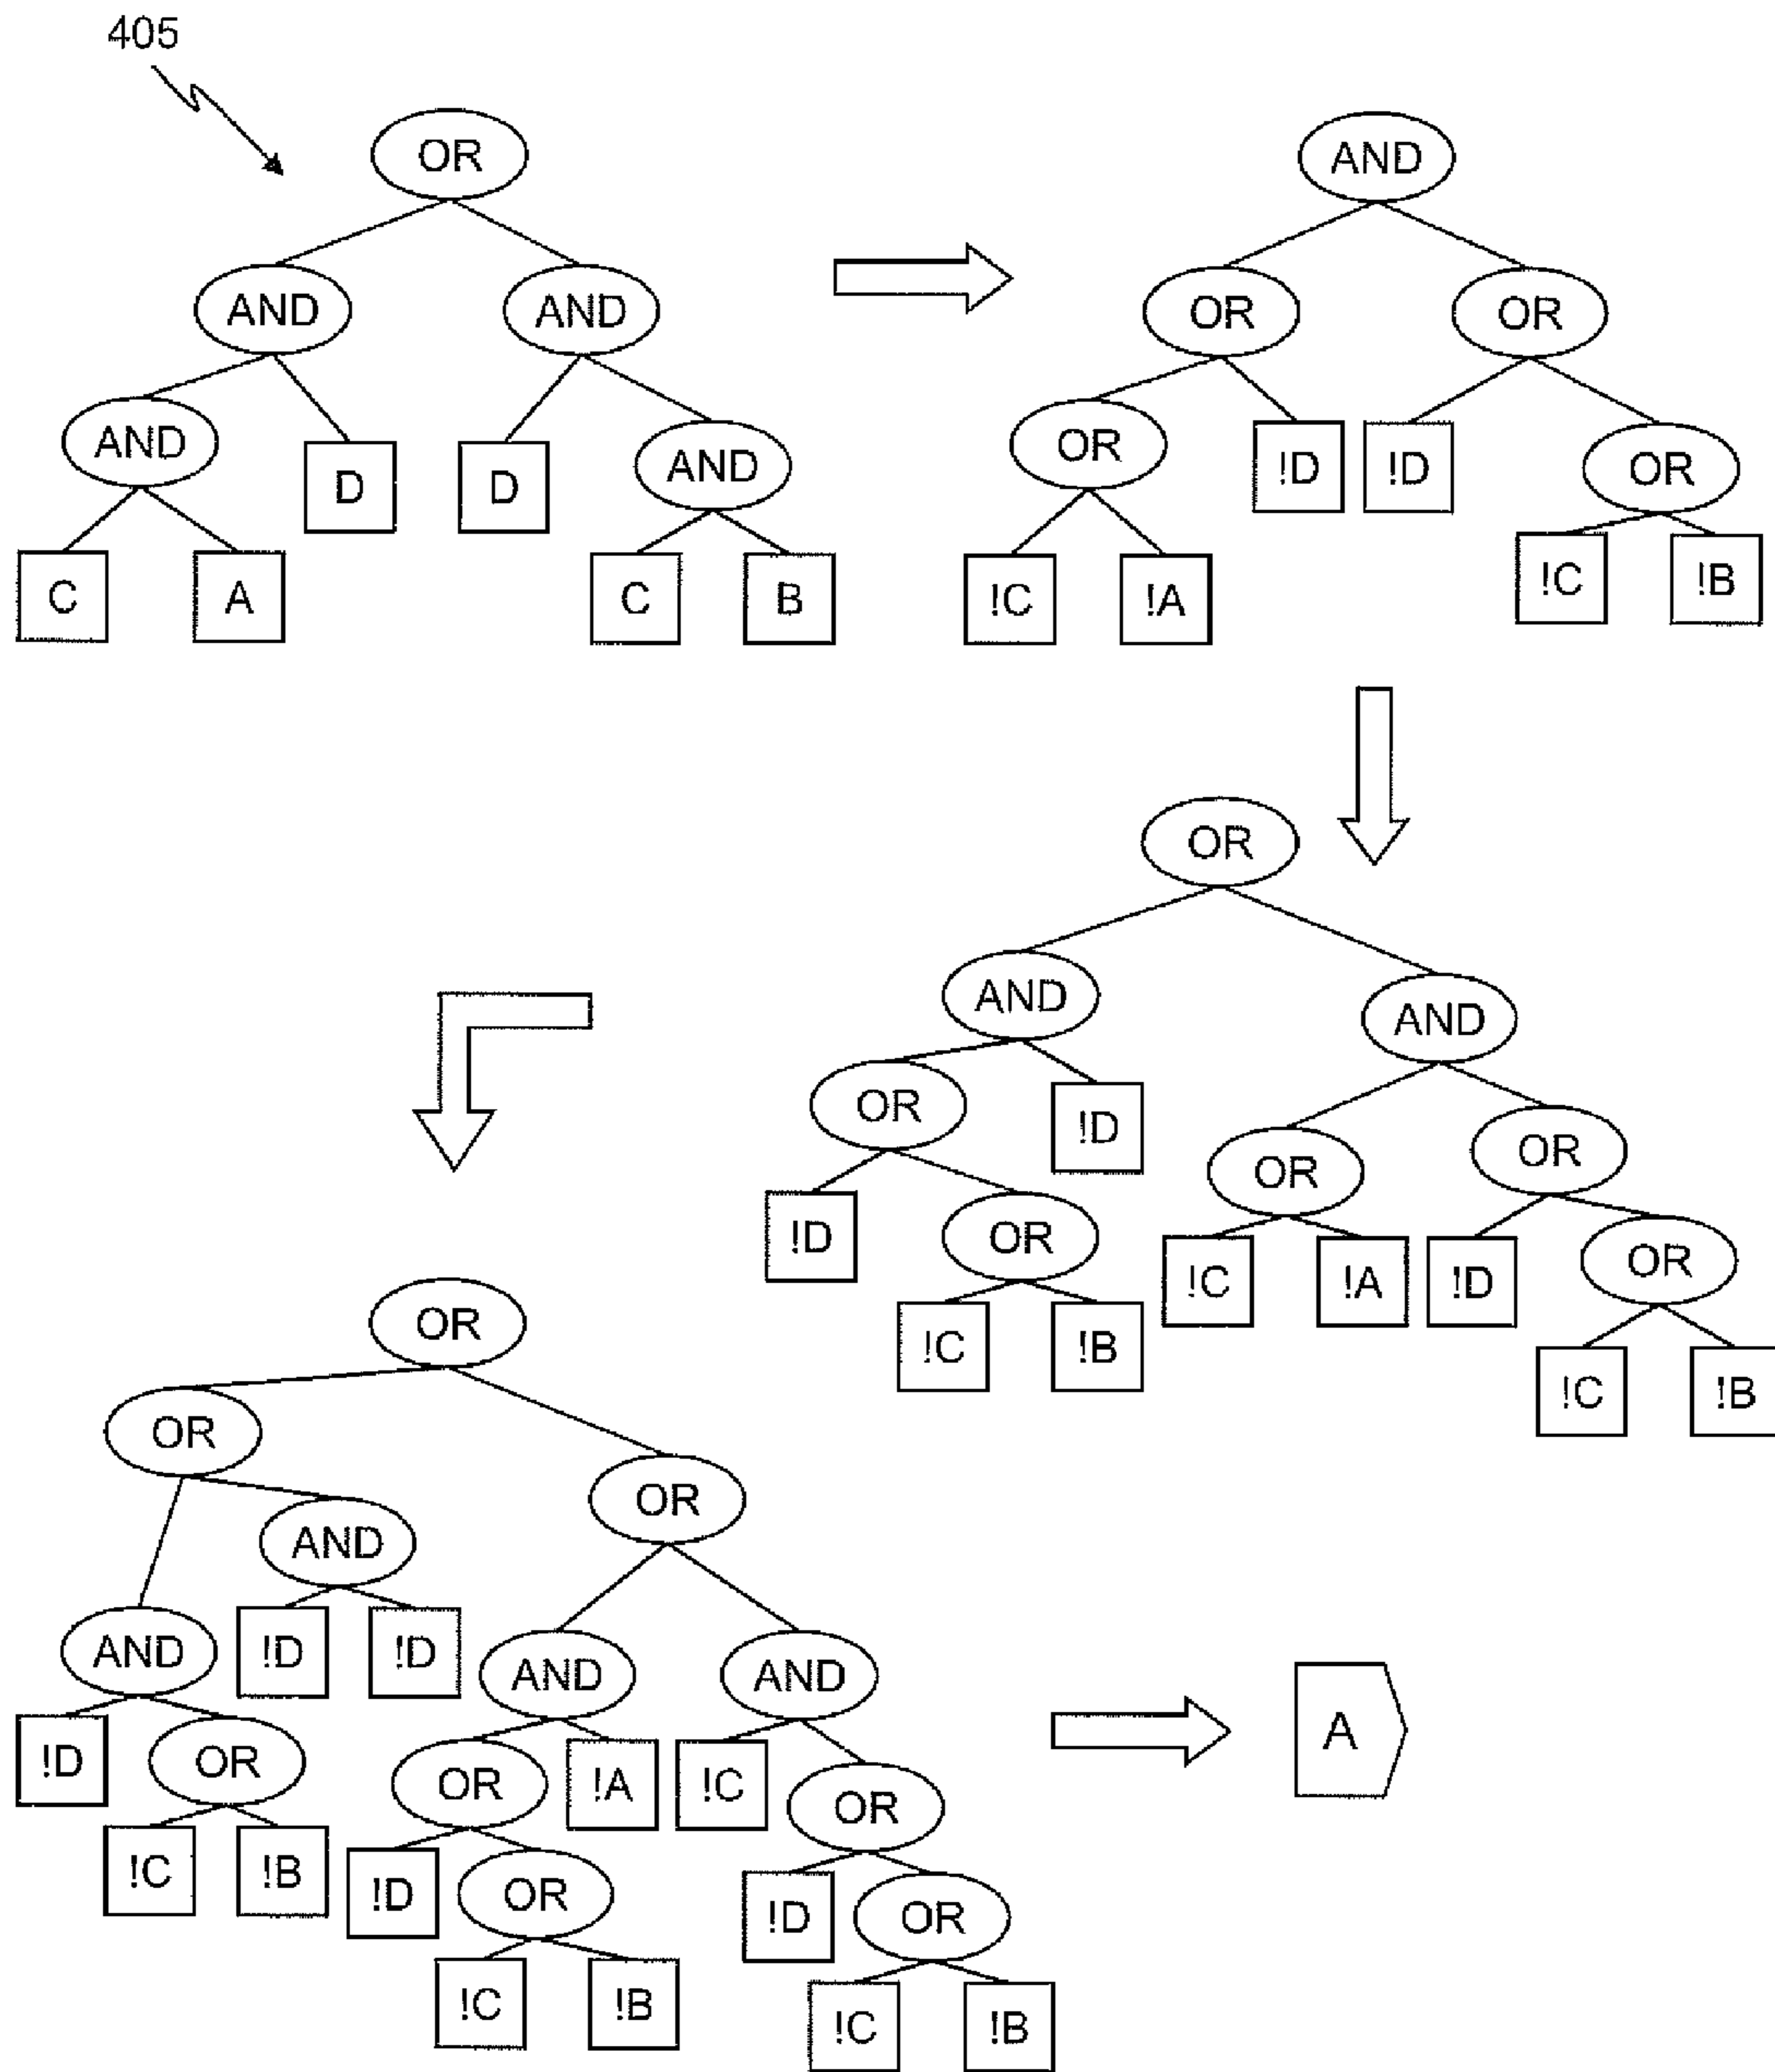 405
OR
AND AND
AND D D AND
C A C B
AND
OR OR
OR !D !D OR
!C !A !C !B
OR
AND AND
OR !D OR OR
!D OR !C !A !D OR
!C !B !C !B
OR
OR OR
AND
AND !D !D AND AND
!D OR OR !A !C OR
!C !B !D OR !D OR
!C !B !C !B
A